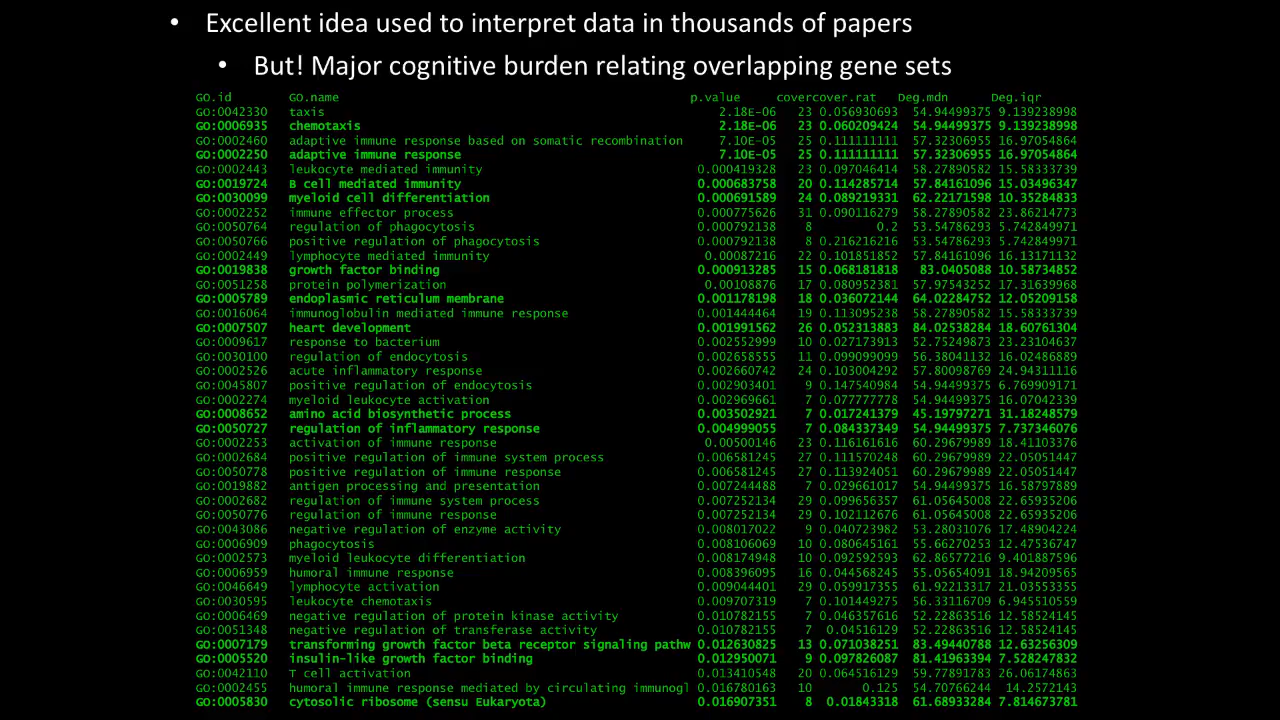 • Excellent idea used to interpret data in thousands of papers
• But! Major cognitive burden relating overlapping gene sets
GO.id GO.name p.value covercover.rat Deg.mdn Deg.iqr
GO:0042330 taxis 2.18E-06 23 0.056930693 54.94499375 9.139238998
GO:0006935 chemotaxis 2.18E-06 23 0.060209424 54.94499375 9.139238998
GO:0002460 adaptive immune response based on somatic recombination 7.10E-05 25 0.111111111 57.32306955 16.97054864
GO:0002250 adaptive immune response 7.10E-05 25 0.111111111 57.32306955 16.97054864
GO:0002443 leukocyte mediated immunity 0.000419328 23 0.097046414 58.27890582 15.58333739
GO:0019724 B cell mediated immunity 0.000683758 20 0.114285714 57.84161096 15.03496347
GO:0030099 myeloid cell differentiation 0.000691589 24 0.089219331 62.22171598 10.35284833
GO:0002252 immune effector process 0.000775626 31 0.090116279 58.27890582 23.86214773
GO:0050764 regulation of phagocytosis 0.000792138 8 0.2 53.54786293 5.742849971
GO:0050766 positive regulation of phagocytosis 0.000792138 8 0.216216216 53.54786293 5.742849971
GO:0002449 lymphocyte mediated immunity 0.00087216 22 0.101851852 57.84161096 16.13171132
GO:0019838 growth factor binding 0.000913285 15 0.068181818 83.0405088 10.58734852
GO:0051258 protein polymerization 0.00108876 17 0.080952381 57.97543252 17.31639968
GO:0005789 endoplasmic reticulum membrane 0.001178198 18 0.036072144 64.02284752 12.05209158
GO:0016064 immunoglobulin mediated immune response 0.001444464 19 0.113095238 58.27890582 15.58333739
GO:0007507 heart development 0.001991562 26 0.052313883 84.02538284 18.60761304
GO:0009617 response to bacterium 0.002552999 10 0.027173913 52.75249873 23.23104637
GO:0030100 regulation of endocytosis 0.002658555 11 0.099099099 56.38041132 16.02486889
GO:0002526 acute inflammatory response 0.002660742 24 0.103004292 57.80098769 24.94311116
GO:0045807 positive regulation of endocytosis 0.002903401 9 0.147540984 54.94499375 6.769909171
GO:0002274 myeloid leukocyte activation 0.002969661 7 0.077777778 54.94499375 16.07042339
GO:0008652 amino acid biosynthetic process 0.003502921 7 0.017241379 45.19797271 31.18248579
GO:0050727 regulation of inflammatory response 0.004999055 7 0.084337349 54.94499375 7.737346076
GO:0002253 activation of immune response 0.00500146 23 0.116161616 60.29679989 18.41103376
GO:0002684 positive regulation of immune system process 0.006581245 27 0.111570248 60.29679989 22.05051447
GO:0050778 positive regulation of immune response 0.006581245 27 0.113924051 60.29679989 22.05051447
GO:0019882 antigen processing and presentation 0.007244488 7 0.029661017 54.94499375 16.58797889
GO:0002682 regulation of immune system process 0.007252134 29 0.099656357 61.05645008 22.65935206
GO:0050776 regulation of immune response 0.007252134 29 0.102112676 61.05645008 22.65935206
GO:0043086 negative regulation of enzyme activity 0.008017022 9 0.040723982 53.28031076 17.48904224
GO:0006909 phagocytosis 0.008106069 10 0.080645161 55.66270253 12.47536747
GO:0002573 myeloid leukocyte differentiation 0.008174948 10 0.092592593 62.86577216 9.401887596
GO:0006959 humoral immune response 0.008396095 16 0.044568245 55.05654091 18.94209565
GO:0046649 lymphocyte activation 0.009044401 29 0.059917355 61.92213317 21.03553355
GO:0030595 leukocyte chemotaxis 0.009707319 7 0.101449275 56.33116709 6.945510559
GO:0006469 negative regulation of protein kinase activity 0.010782155 7 0.046357616 52.22863516 12.58524145
GO:0051348 negative regulation of transferase activity 0.010782155 7 0.04516129 52.22863516 12.58524145
GO:0007179 transforming growth factor beta receptor signaling pathw 0.012630825 13 0.071038251 83.49440788 12.63256309
GO:0005520 insulin-like growth factor binding 0.012950071 9 0.097826087 81.41963394 7.528247832
GO:0042110 T cell activation 0.013410548 20 0.064516129 59.77891783 26.06174863
GO:0002455 humoral immune response mediated by circulating immunogl 0.016780163 10 0.125 54.70766244 14.2572143
GO:0005830 cytosolic ribosome (sensu Eukaryota) 0.016907351 8 0.01843318 61.68933284 7.814673781